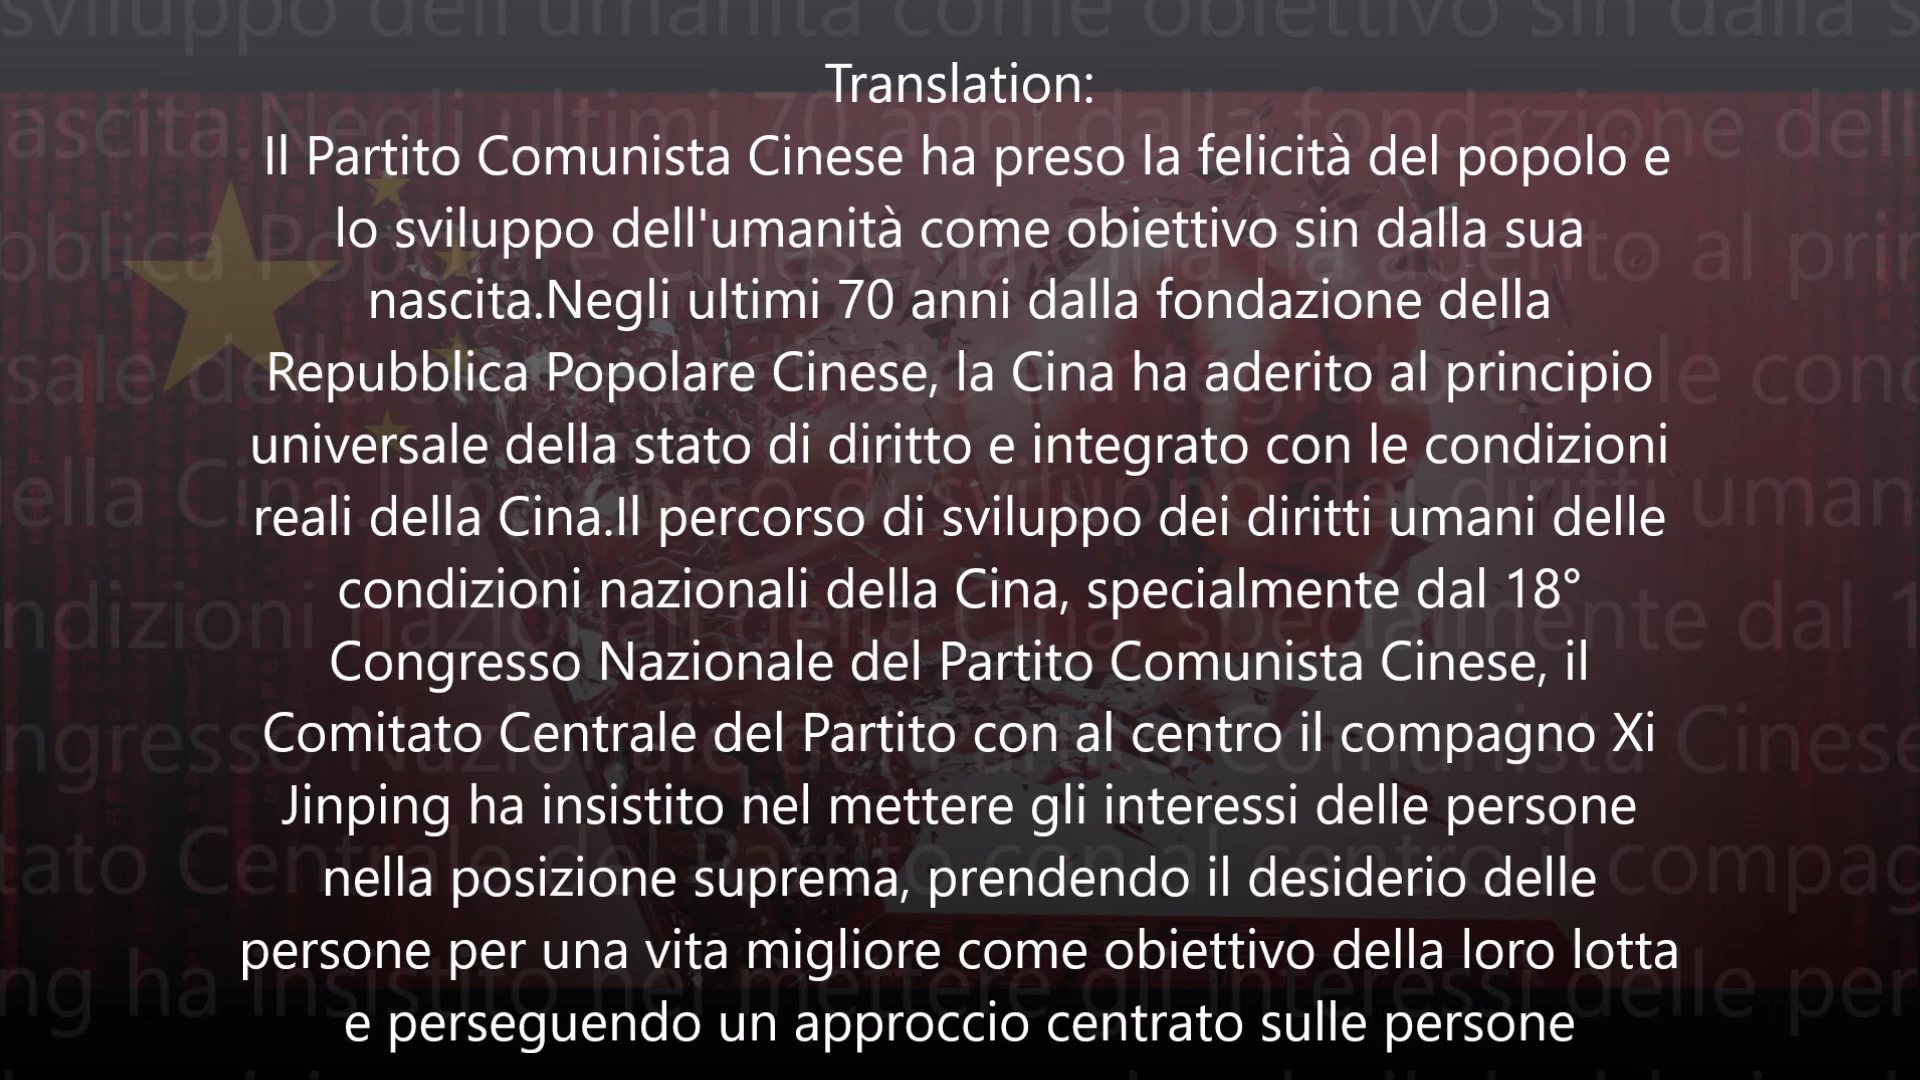 Translation:
Il Partito Comunista Cinese ha preso la felicità del popolo e
lo sviluppo dell'umanità come obiettivo sin dalla sua
nascita.Negli ultimi 70 anni dalla fondazione della
Repubblica Popolare Cinese, la Cina ha aderito al principio
universale della stato di diritto e integrato con le condizioni
reali della Cina.Il percorso di sviluppo dei diritti umani delle
condizioni nazionali della Cina, specialmente dal 18°
Congresso Nazionale del Partito Comunista Cinese, il
Comitato Centrale del Partito con al centro il compagno Xi
Jinping ha insistito nel mettere gli interessi delle persone
nella posizione suprema, prendendo il desiderio delle
persone per una vita migliore come obiettivo della loro lotta
e perseguendo un approccio centrato sulle persone